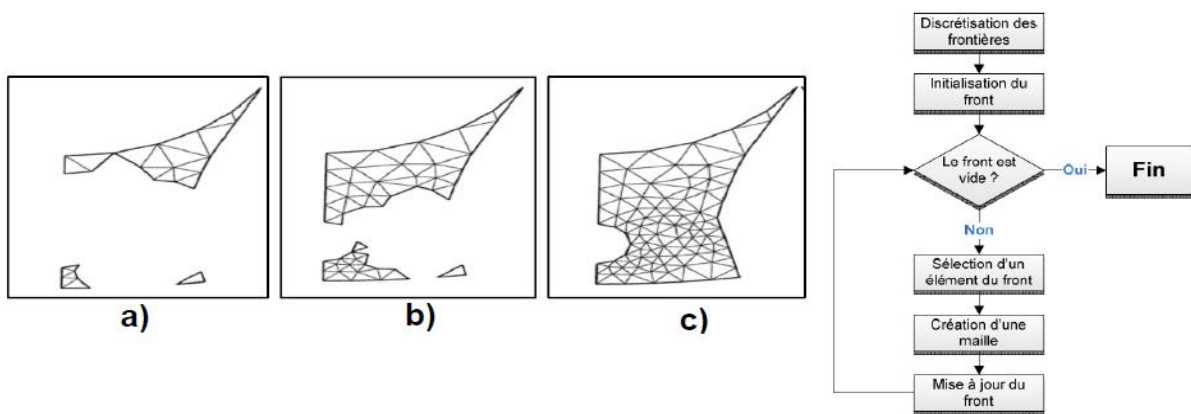 a)
b)
c)
Discrétisation des
frontières
Initialisation du
front
Le front est
vide ?
Oui
Fin
Non
Sélection d'un
élément du front
Création d'une
maille
Mise à jour du
front